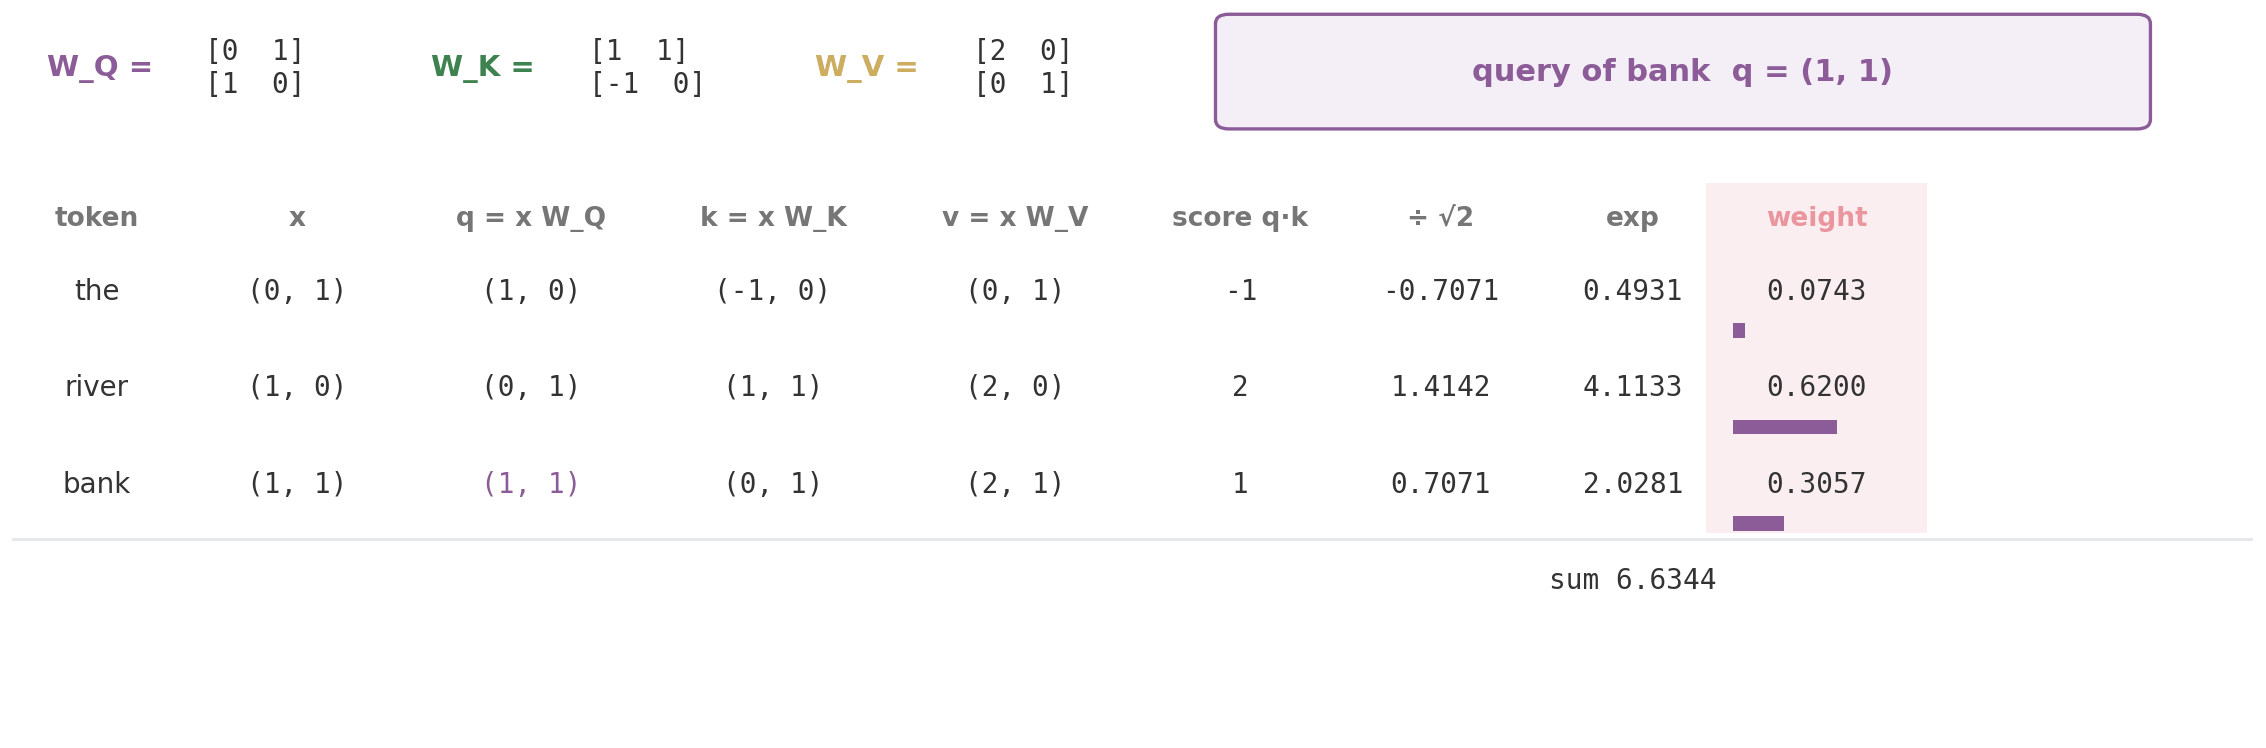 W_Q = [0  1]
[1  0]
W_K = [1  1]
[-1  0]
W_V = [2  0]
[0  1]
query of bank  q = (1, 1)
token x q = x W_Q k = x W_K v = x W_V score q·k ÷ √2 exp weight
the (0, 1) (1, 0) (-1, 0) (0, 1) -1 -0.7071 0.4931 0.0743
river (1, 0) (0, 1) (1, 1) (2, 0) 2 1.4142 4.1133 0.6200
bank (1, 1) (1, 1) (0, 1) (2, 1) 1 0.7071 2.0281 0.3057
sum 6.6344